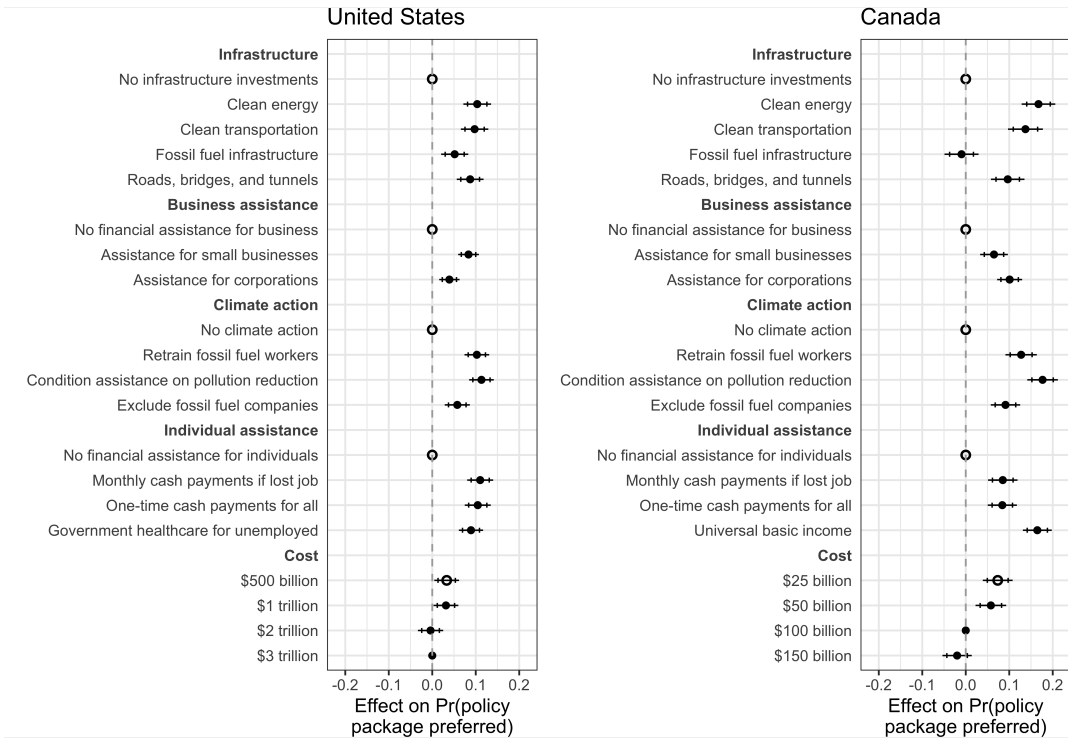 United States
Infrastructure
No infrastructure investments
Clean energy
Clean transportation
Fossil fuel infrastructure
Roads, bridges, and tunnels
Business assistance
No financial assistance for business
Assistance for small businesses
Assistance for corporations
Climate action
No climate action
Retrain fossil fuel workers
Condition assistance on pollution reduction
Exclude fossil fuel companies
Individual assistance
No financial assistance for individuals
Monthly cash payments if lost job
One-time cash payments for all
Government healthcare for unemployed
Cost
$500 billion
$1 trillion
$2 trillion
$3 trillion
-0.2 -0.1 0.0 0.1 0.2
Effect on Pr(policy
package preferred)
Canada
Infrastructure
No infrastructure investments
Clean energy
Clean transportation
Fossil fuel infrastructure
Roads, bridges, and tunnels
Business assistance
No financial assistance for business
Assistance for small businesses
Assistance for corporations
Climate action
No climate action
Retrain fossil fuel workers
Condition assistance on pollution reduction
Exclude fossil fuel companies
Individual assistance
No financial assistance for individuals
Monthly cash payments if lost job
One-time cash payments for all
Universal basic income
Cost
$25 billion
$50 billion
$100 billion
$150 billion
-0.2 -0.1 0.0 0.1 0.2
Effect on Pr(policy
package preferred)